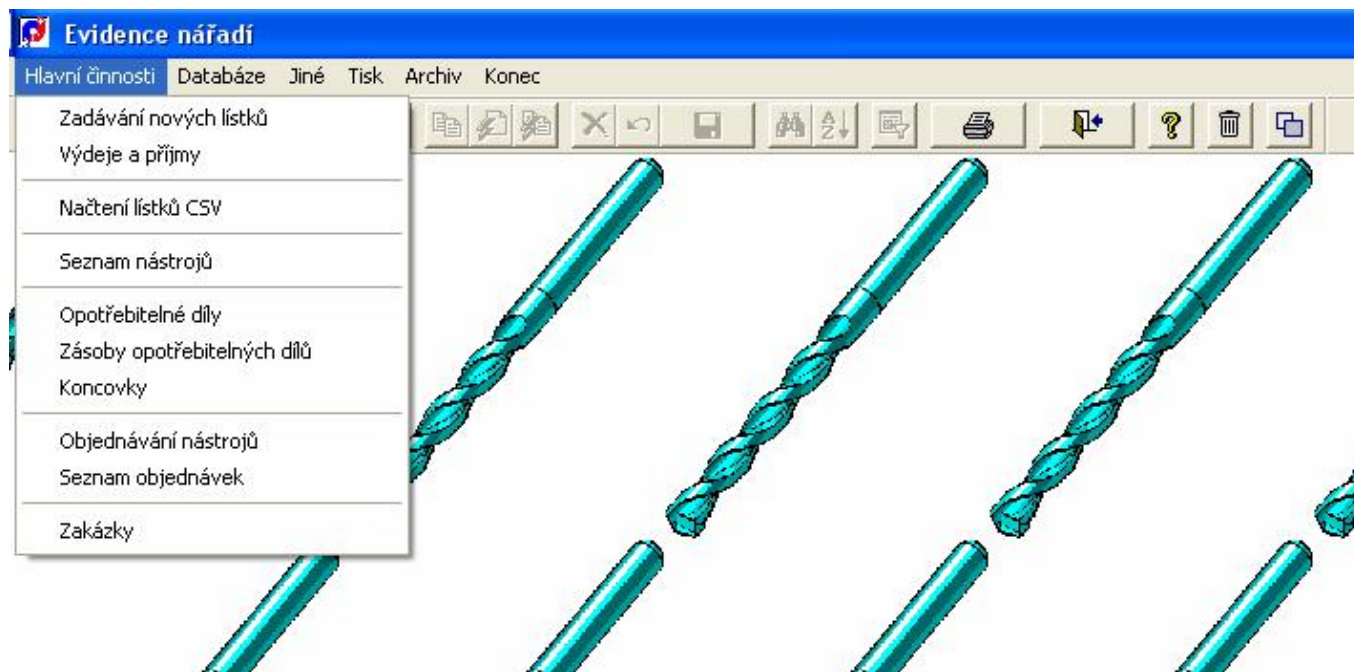 Evidence nářadí
Hlavní činnosti Databáze Jiné Tisk Archiv Konec
Zadávání nových lístků
Výdeje a příjmy
Načtení lístků CSV
Seznam nástrojů
Opotřebitelné díly
Zásoby opotřebitelných dílů
Koncovky
Objednávání nástrojů
Seznam objednávek
Zakázky